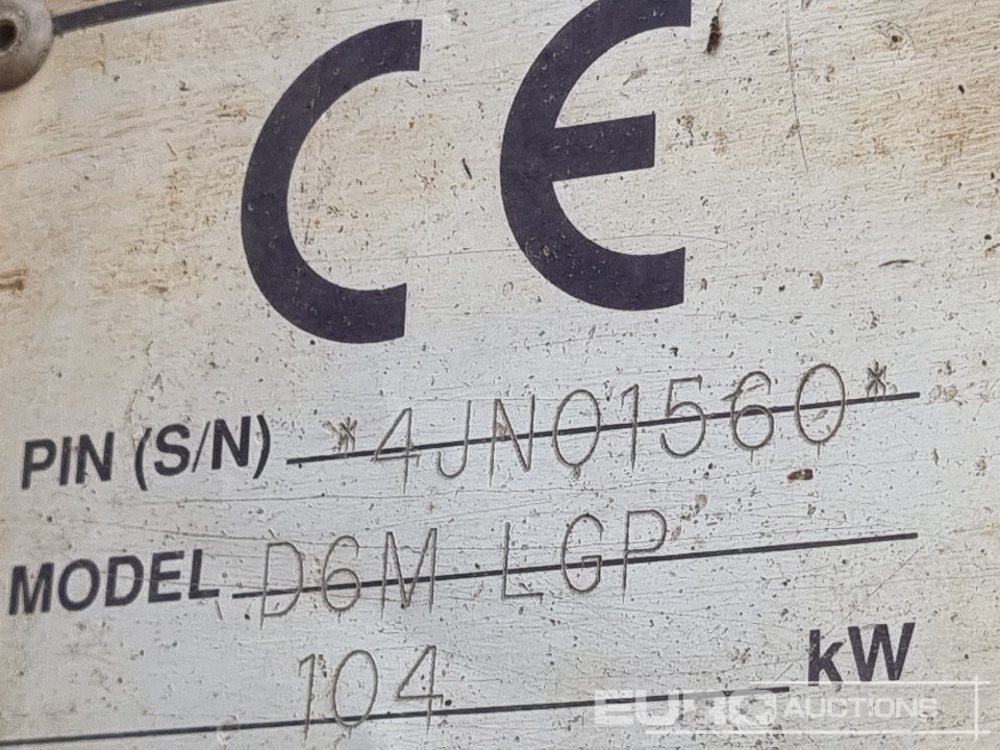 CE
PIN (S/N) *4JN01560*
MODEL D6M LGP
104 kW
EURO AUCTIONS